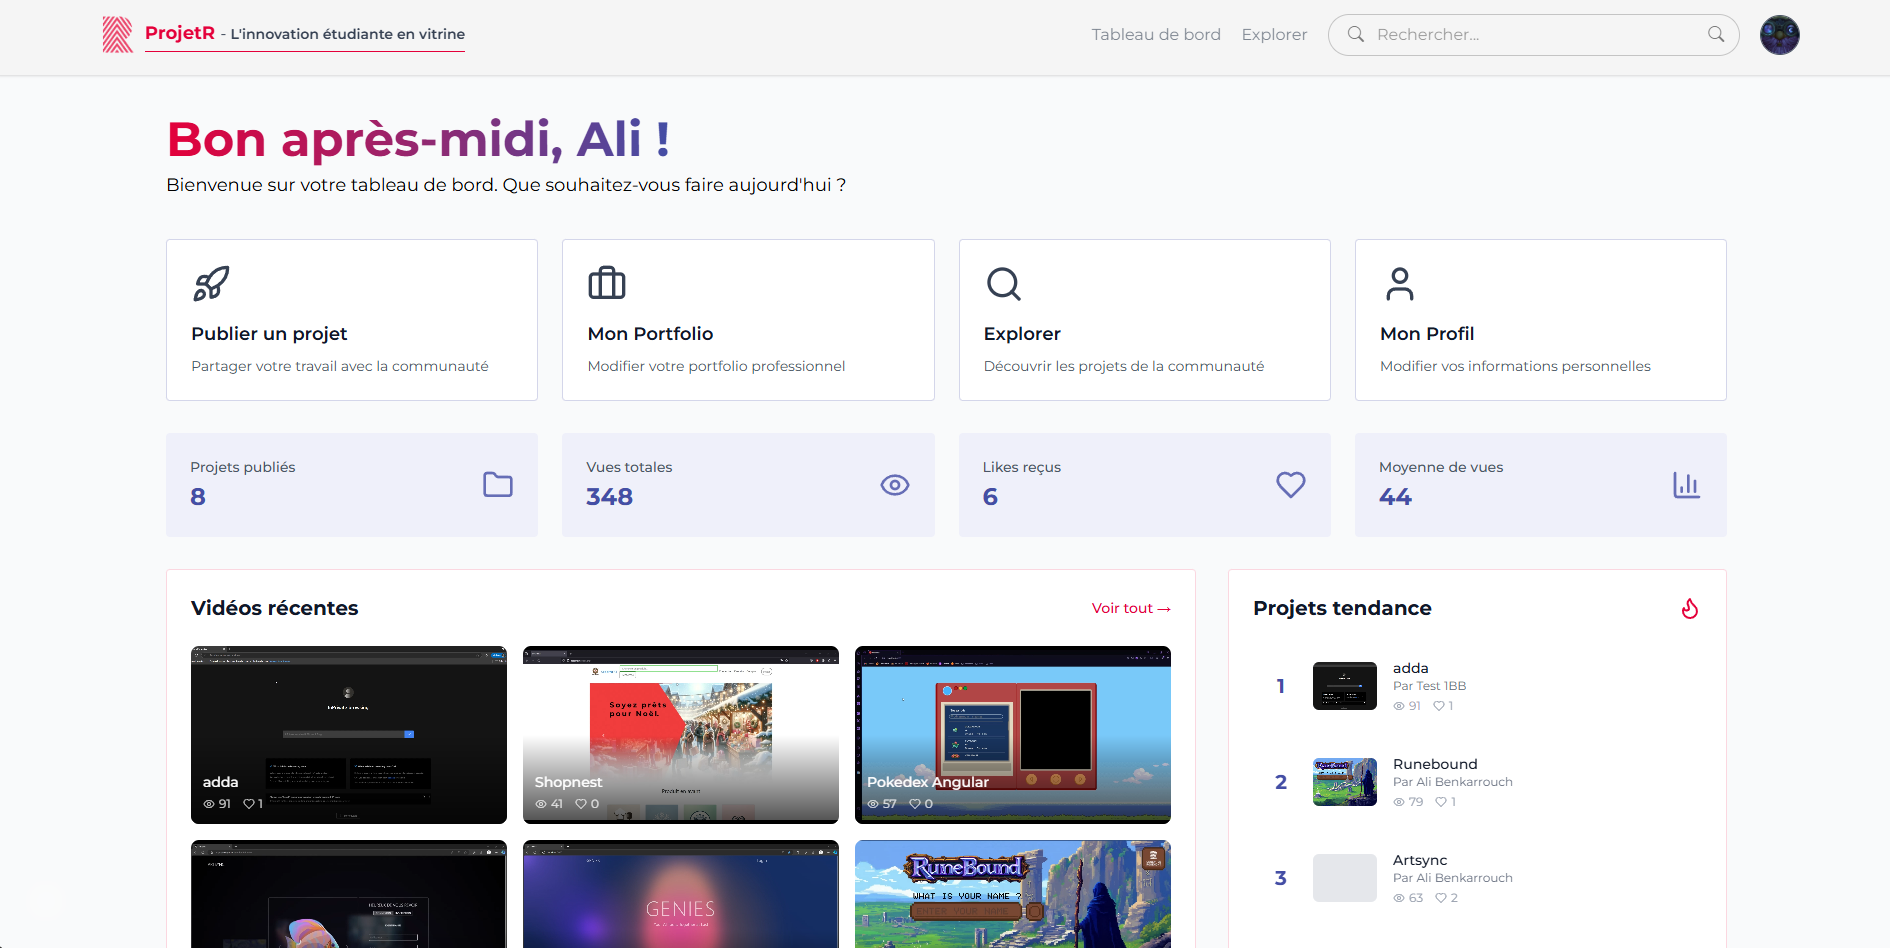 ProjetR - L'innovation étudiante en vitrine
Tableau de bord
Explorer
Rechercher...
Bon après-midi, Ali !
Bienvenue sur votre tableau de bord. Que souhaitez-vous faire aujourd'hui ?
Publier un projet
Partager votre travail avec la communauté
Mon Portfolio
Modifier votre portfolio professionnel
Explorer
Découvrir les projets de la communauté
Mon Profil
Modifier vos informations personnelles
Projets publiés
8
Vues totales
348
Likes reçus
6
Moyenne de vues
44
Vidéos récentes
Voir tout →
adda
91 1
Soyez prêts
pour Noël
Shopnest
Produit en avant
41 0
Pokedex Angular
57 0
GENIES
RUNEBOUND
WHAT IS YOUR NAME ?
ENTER YOUR NAME
Projets tendance
1
adda
Par Test 1BB
91 1
2
Runebound
Par Ali Benkarrouch
79 1
3
Artsync
Par Ali Benkarrouch
63 2